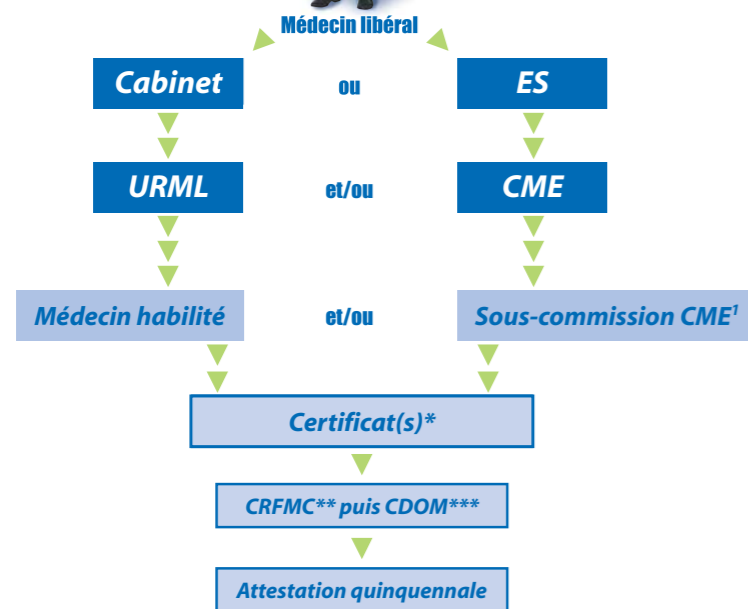 Médecin libéral
Cabinet ou ES
URML et/ou CME
Médecin habilité et/ou Sous-commission CME¹
Certificat(s)*
CRFMC** puis CDOM***
Attestation quinquennale